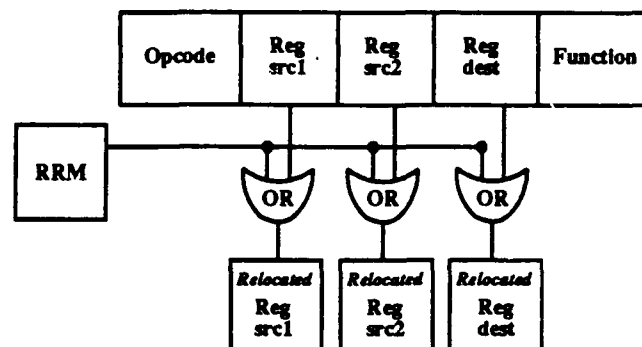 Opcode
Reg
src1
Reg
src2
Reg
dest
Function
RRM
OR
OR
OR
Relocated
Reg
src1
Relocated
Reg
src2
Relocated
Reg
dest